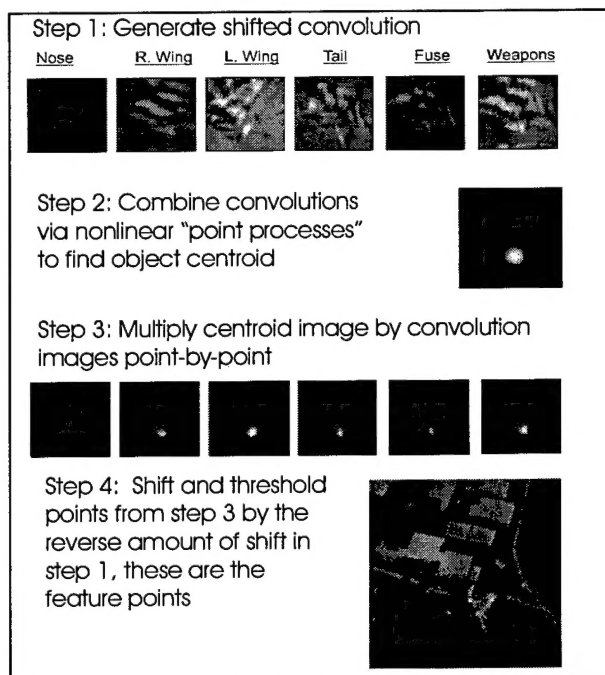 Step 1: Generate shifted convolution
Nose R. Wing L. Wing Tail Fuse Weapons
Step 2: Combine convolutions
via nonlinear "point processes"
to find object centroid
Step 3: Multiply centroid image by convolution
images point-by-point
Step 4: Shift and threshold
points from step 3 by the
reverse amount of shift in
step 1, these are the
feature points